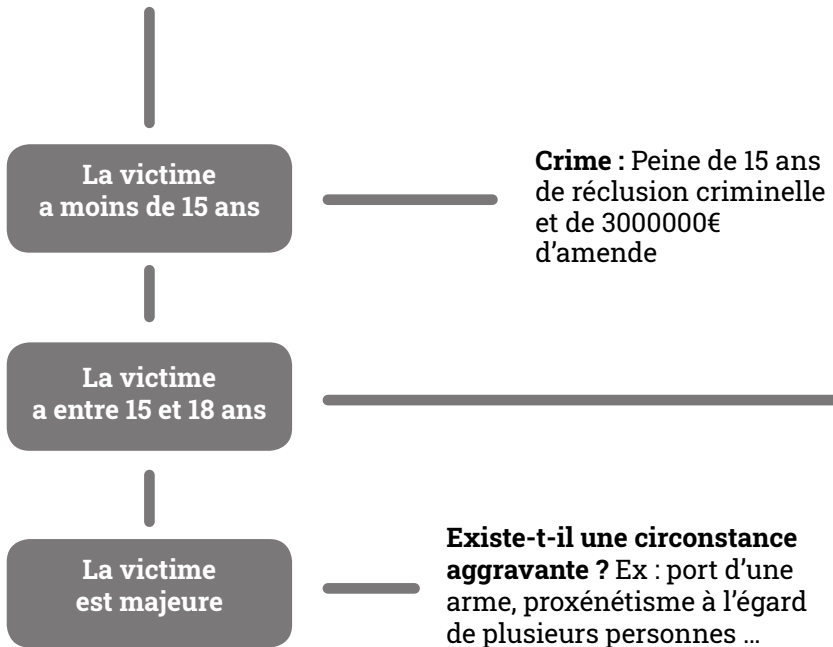 La victime
a moins de 15 ans
Crime : Peine de 15 ans
de réclusion criminelle
et de 3000000€
d'amende
La victime
a entre 15 et 18 ans
La victime
est majeure
Existe-t-il une circonstance
aggravante ? Ex : port d'une
arme, proxénétisme à l'égard
de plusieurs personnes ...